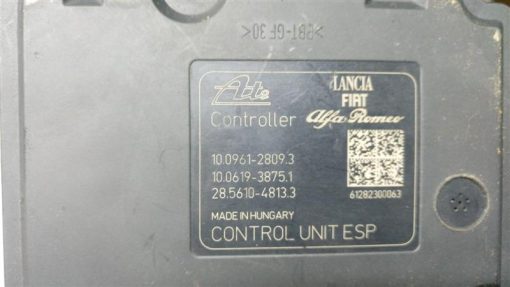 >PBT-GF30<
Ate
LANCIA
FIAT
Alfa Romeo
Controller
10.0961-2809.3
10.0619-3875.1
28.5610-4813.3
61282300063
MADE IN HUNGARY
CONTROL UNIT ESP